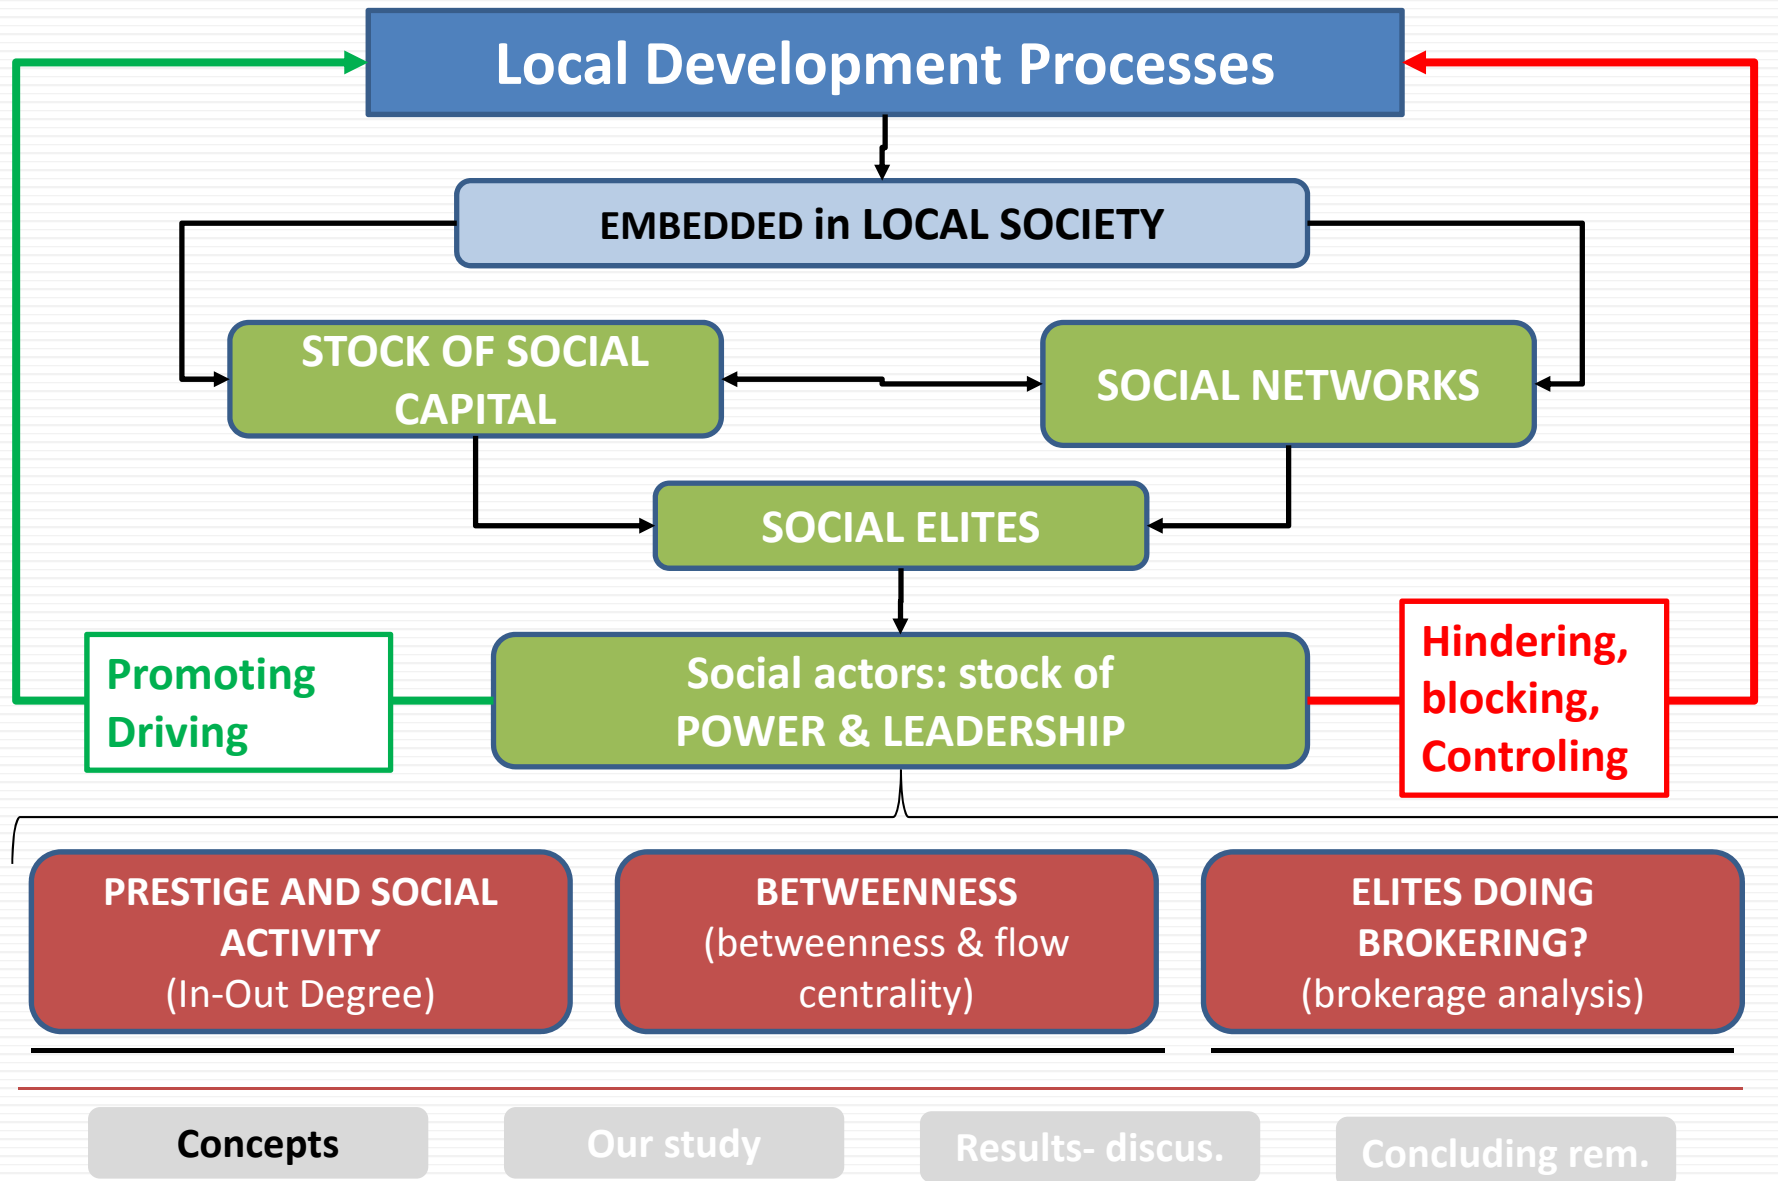 Local Development Processes
EMBEDDED in LOCAL SOCIETY
STOCK OF SOCIAL
CAPITAL
SOCIAL NETWORKS
SOCIAL ELITES
Promoting
Driving
Social actors: stock of
POWER & LEADERSHIP
Hindering,
blocking,
Controling
PRESTIGE AND SOCIAL
ACTIVITY
(In-Out Degree)
BETWEENNESS
(betweenness & flow
centrality)
ELITES DOING
BROKERING?
(brokerage analysis)
Concepts
Our study
Results- discus.
Concluding rem.